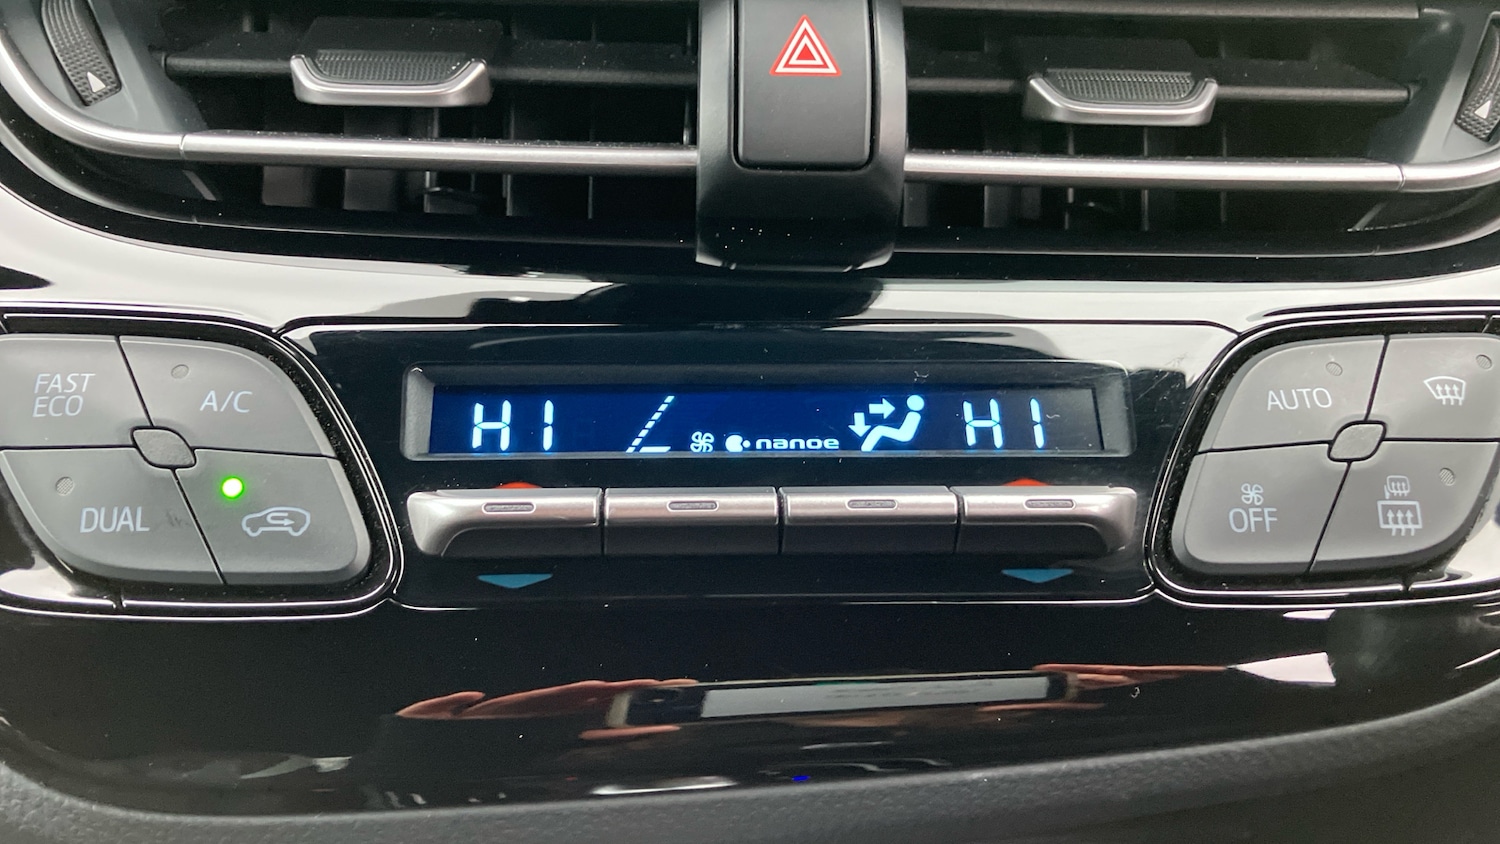 FAST
ECO
A/C
DUAL
HI
nanoe
HI
AUTO
OFF